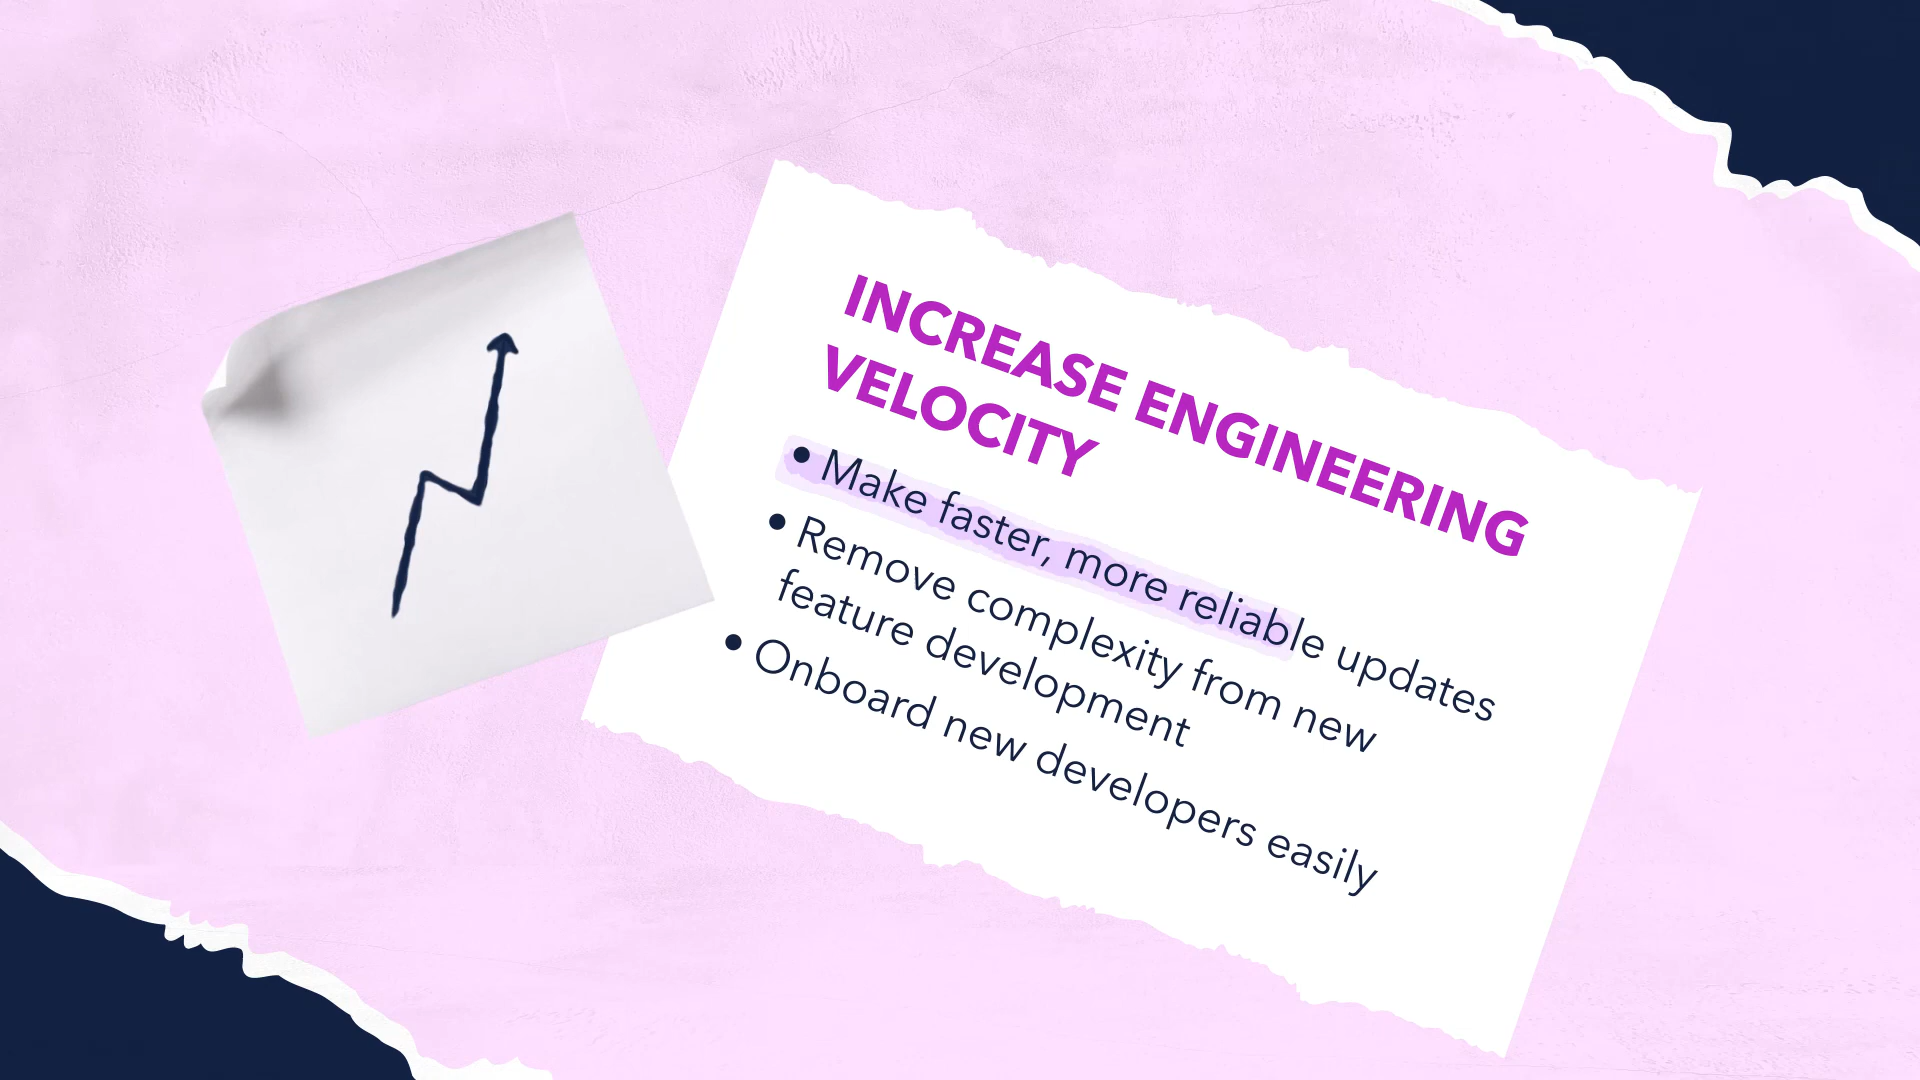 INCREASE ENGINEERING
VELOCITY
• Make faster, more reliable updates
• Remove complexity from new
feature development
• Onboard new developers easily